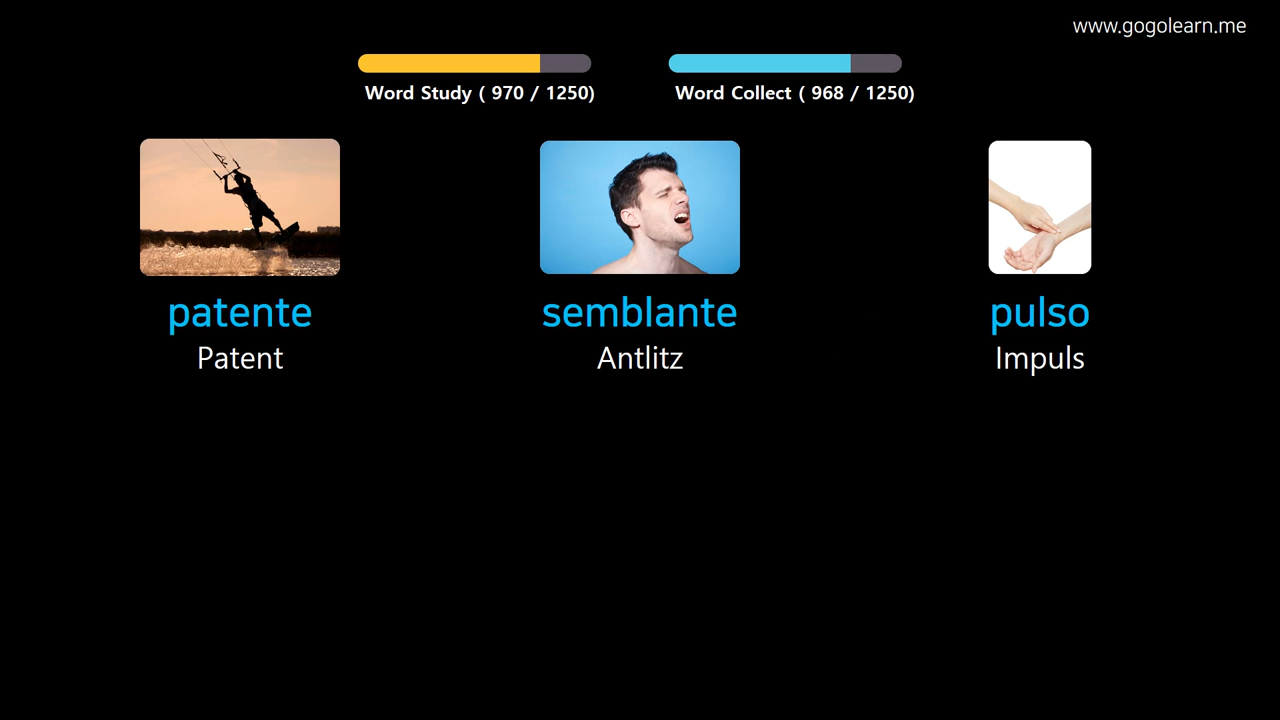 www.gogolearn.me
Word Study ( 970 / 1250)
Word Collect ( 968 / 1250)
patente
semblante
pulso
Patent
Antlitz
Impuls